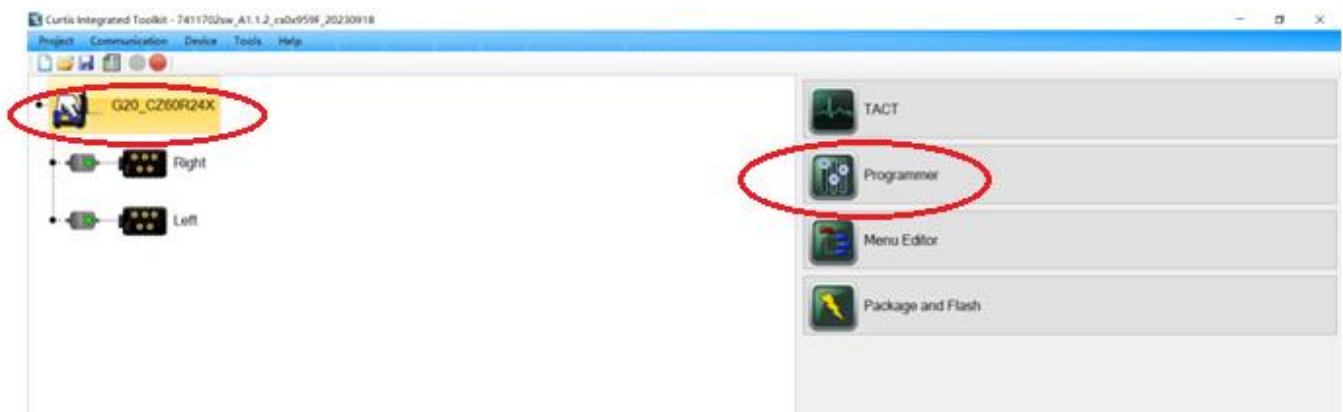 Curtis Integrated Toolkit - 7411702sw_A1.1.2_cs0x959F_20230918
Project Communication Device Tools Help
G20_CZ60R24X
Right
Left
TACT
Programmer
Menu Editor
Package and Flash